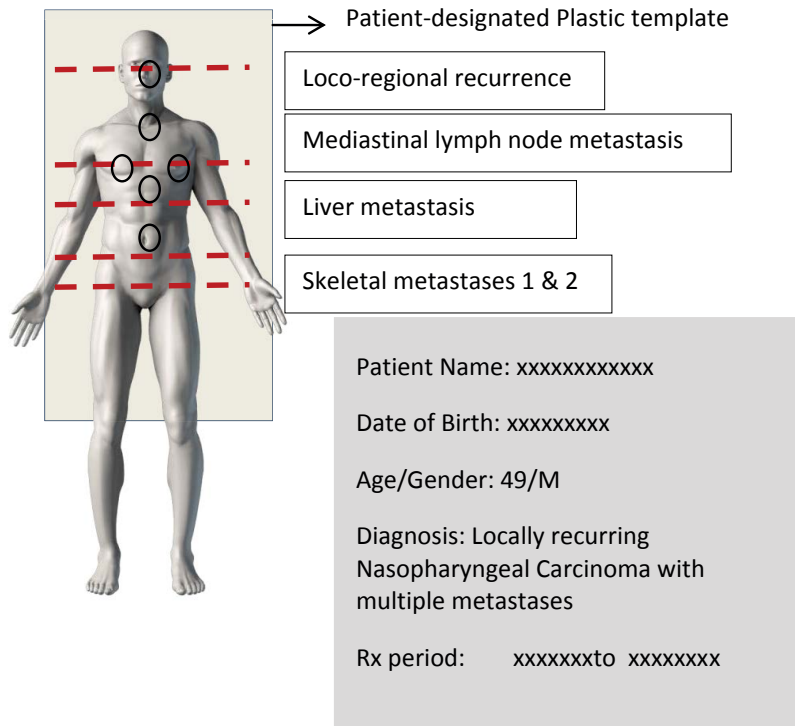 Patient-designated Plastic template
Loco-regional recurrence
Mediastinal lymph node metastasis
Liver metastasis
Skeletal metastases 1 & 2
Patient Name: xxxxxxxxxxxx
Date of Birth: xxxxxxxxx
Age/Gender: 49/M
Diagnosis: Locally recurring
Nasopharyngeal Carcinoma with
multiple metastases
Rx period: xxxxxxxto xxxxxxxx